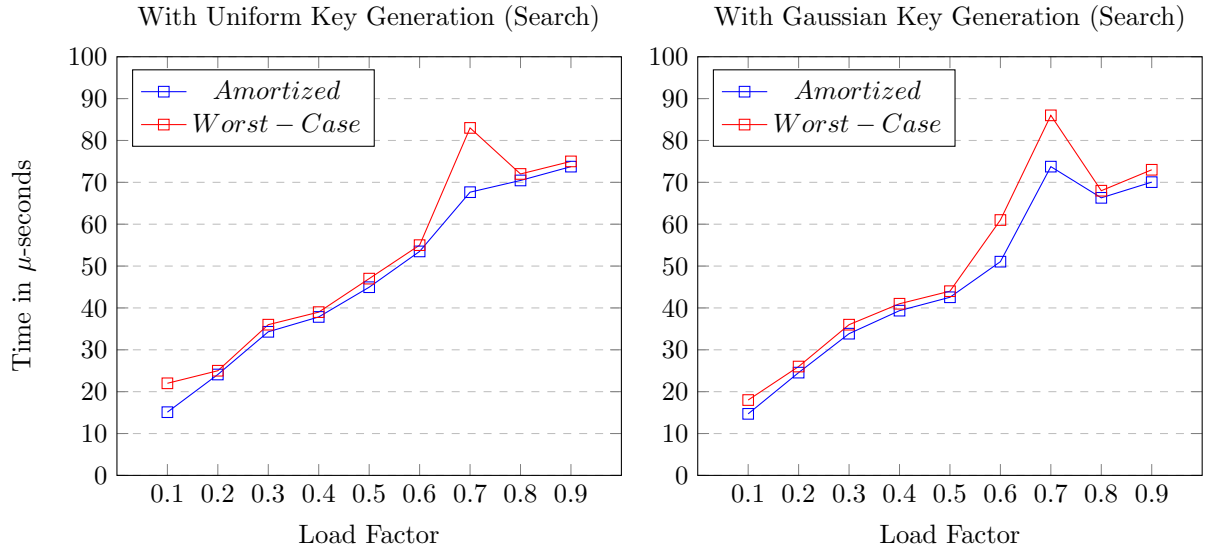 With Uniform Key Generation (Search)
100
90
80
70
60
50
40
30
20
10
0
0.1 0.2 0.3 0.4 0.5 0.6 0.7 0.8 0.9
Load Factor
Time in μ-seconds
Amortized
Worst − Case
With Gaussian Key Generation (Search)
100
90
80
70
60
50
40
30
20
10
0
0.1 0.2 0.3 0.4 0.5 0.6 0.7 0.8 0.9
Load Factor
Amortized
Worst − Case